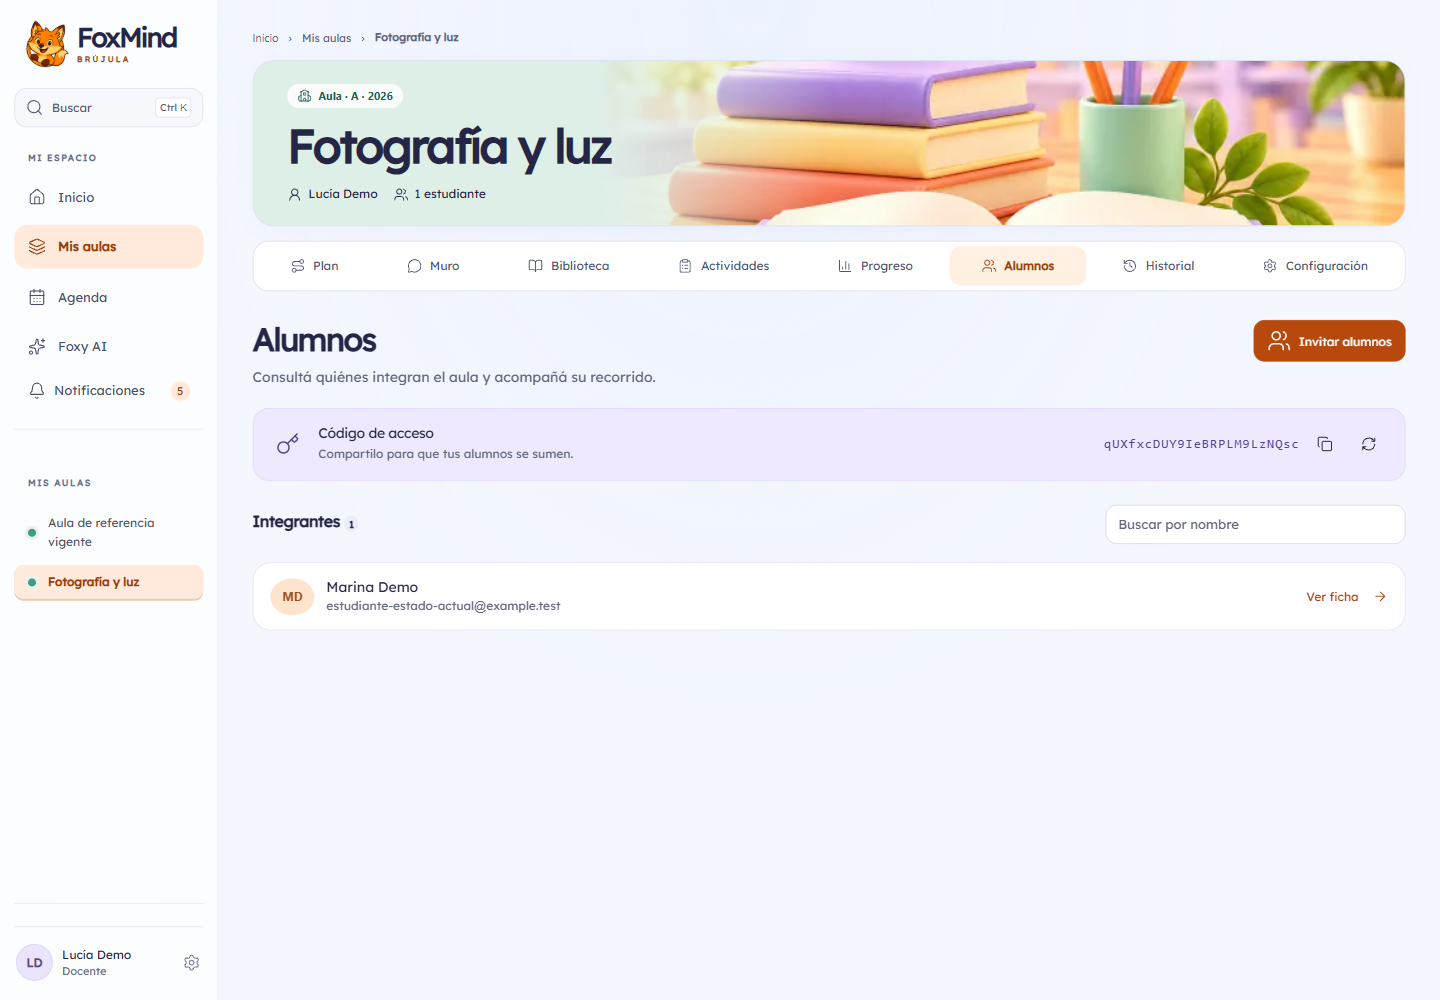 FoxMind
BRÚJULA
Buscar
Ctrl K
MI ESPACIO
Inicio
Mis aulas
Agenda
Foxy AI
Notificaciones
5
MIS AULAS
Aula de referencia
vigente
Fotografía y luz
LD
Lucía Demo
Docente
Inicio › Mis aulas › Fotografía y luz
Aula · A · 2026
Fotografía y luz
Lucía Demo
1 estudiante
Plan
Muro
Biblioteca
Actividades
Progreso
Alumnos
Historial
Configuración
Alumnos
Invitar alumnos
Consultá quiénes integran el aula y acompañá su recorrido.
Código de acceso
Compartilo para que tus alumnos se sumen.
qUXfxcDUY9IeBRPLM9LzNQsc
Integrantes 1
Buscar por nombre
MD
Marina Demo
estudiante-estado-actual@example.test
Ver ficha